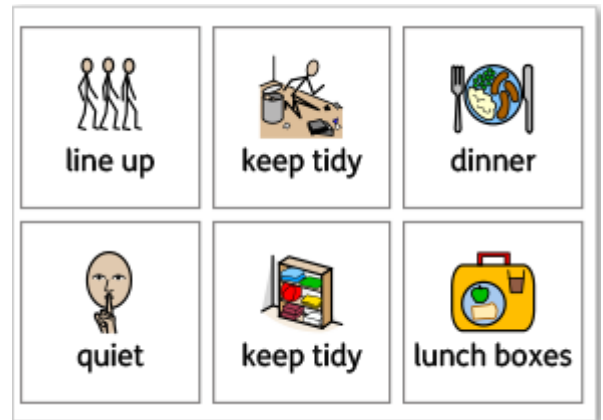 line up
keep tidy
dinner
quiet
keep tidy
lunch boxes